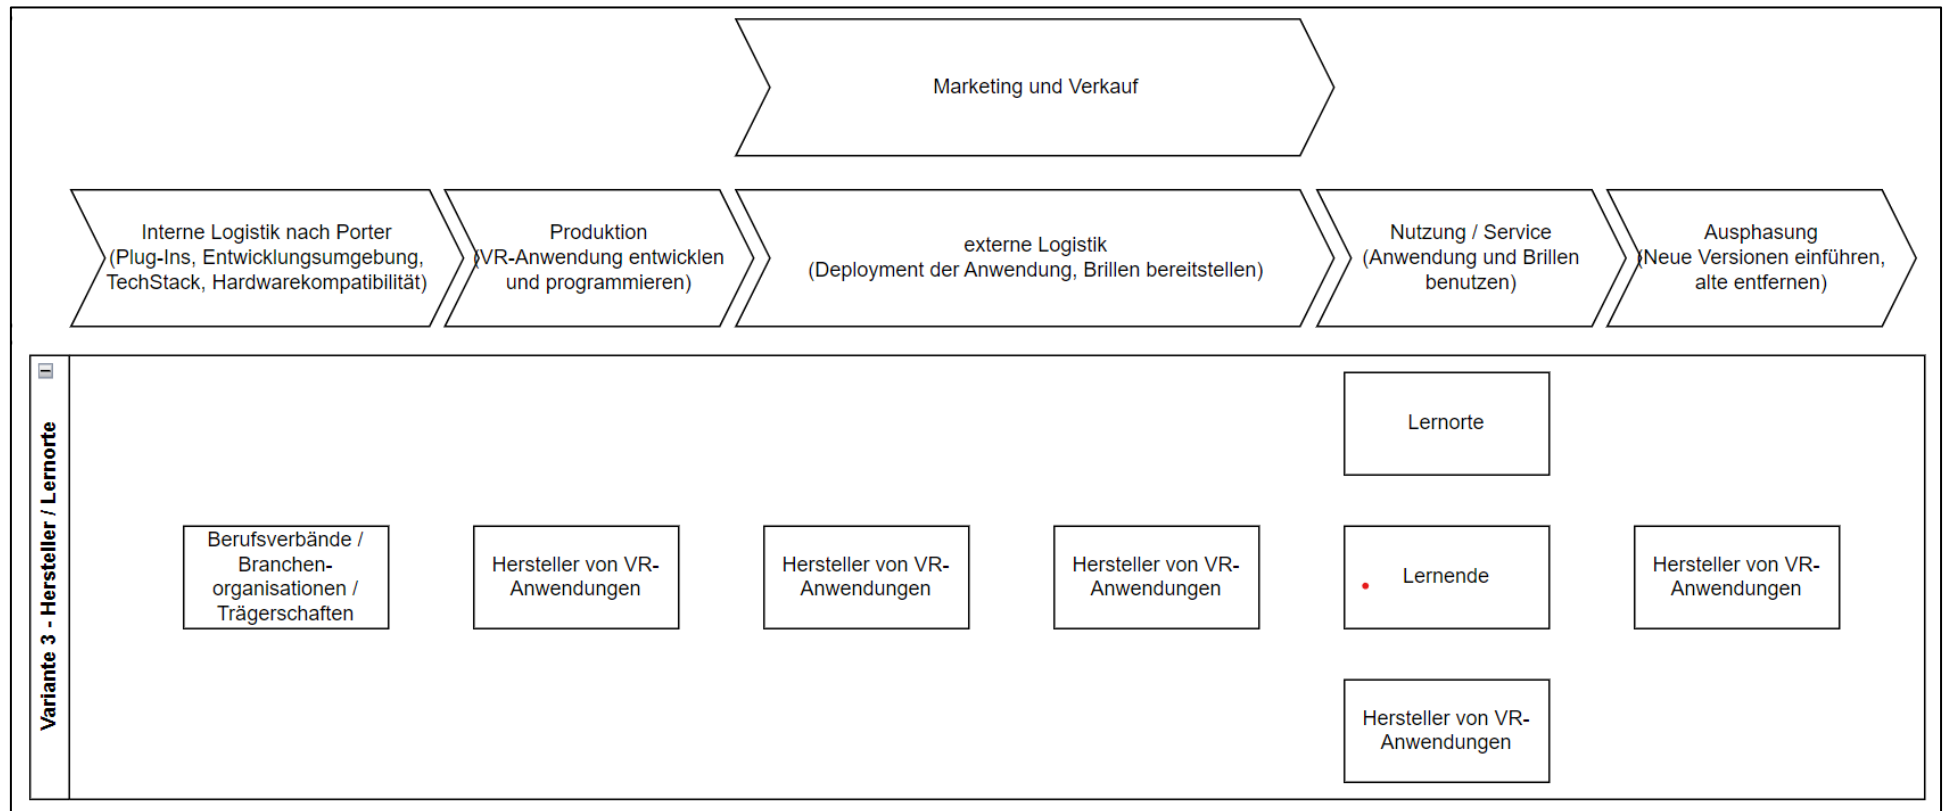 Marketing und Verkauf
Interne Logistik nach Porter
(Plug-Ins, Entwicklungsumgebung,
TechStack, Hardwarekompatibilität)
Produktion
(VR-Anwendung entwicklen
und programmieren)
externe Logistik
(Deployment der Anwendung, Brillen bereitstellen)
Nutzung / Service
(Anwendung und Brillen
benutzen)
Ausphasung
(Neue Versionen einführen,
alte entfernen)
Variante 3 - Hersteller / Lernorte
Berufsverbände /
Branchen-
organisationen /
Trägerschaften
Hersteller von VR-
Anwendungen
Hersteller von VR-
Anwendungen
Hersteller von VR-
Anwendungen
Lernorte
Lernende
Hersteller von VR-
Anwendungen
Hersteller von VR-
Anwendungen